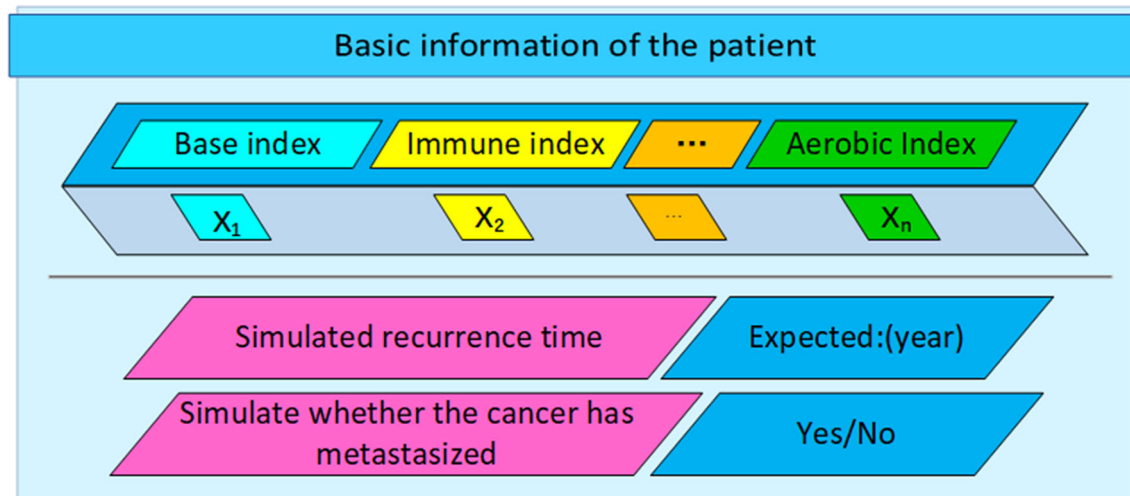 Basic information of the patient
Base index Immune index ... Aerobic Index
X₁ X₂ ... Xₙ
Simulated recurrence time Expected:(year)
Simulate whether the cancer has
metastasized
Yes/No